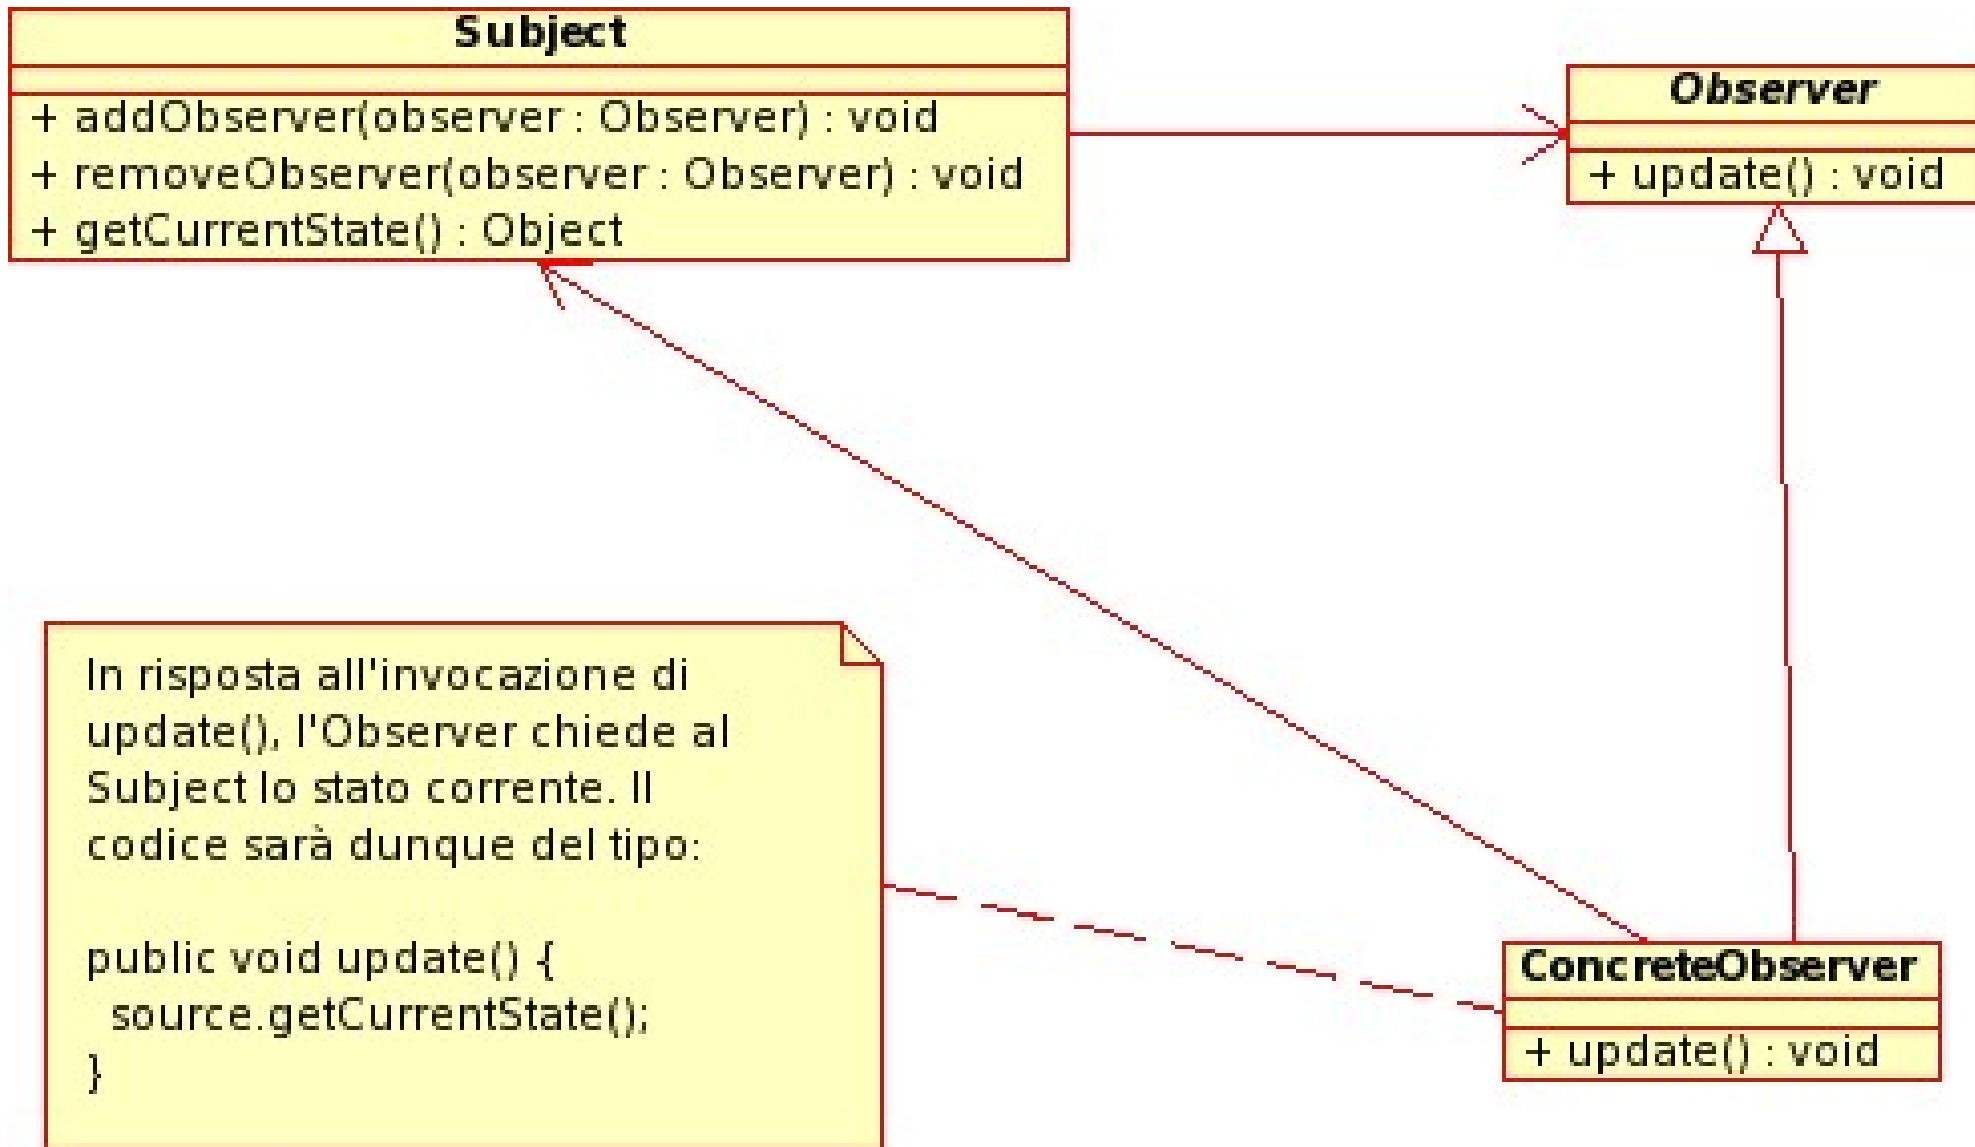 Subject
+ addObserver(observer : Observer) : void
+ removeObserver(observer : Observer) : void
+ getCurrentState() : Object
Observer
+ update() : void
In risposta all'invocazione di
update(), l'Observer chiede al
Subject lo stato corrente. Il
codice sarà dunque del tipo:
public void update() {
source.getCurrentState();
}
ConcreteObserver
+ update() : void